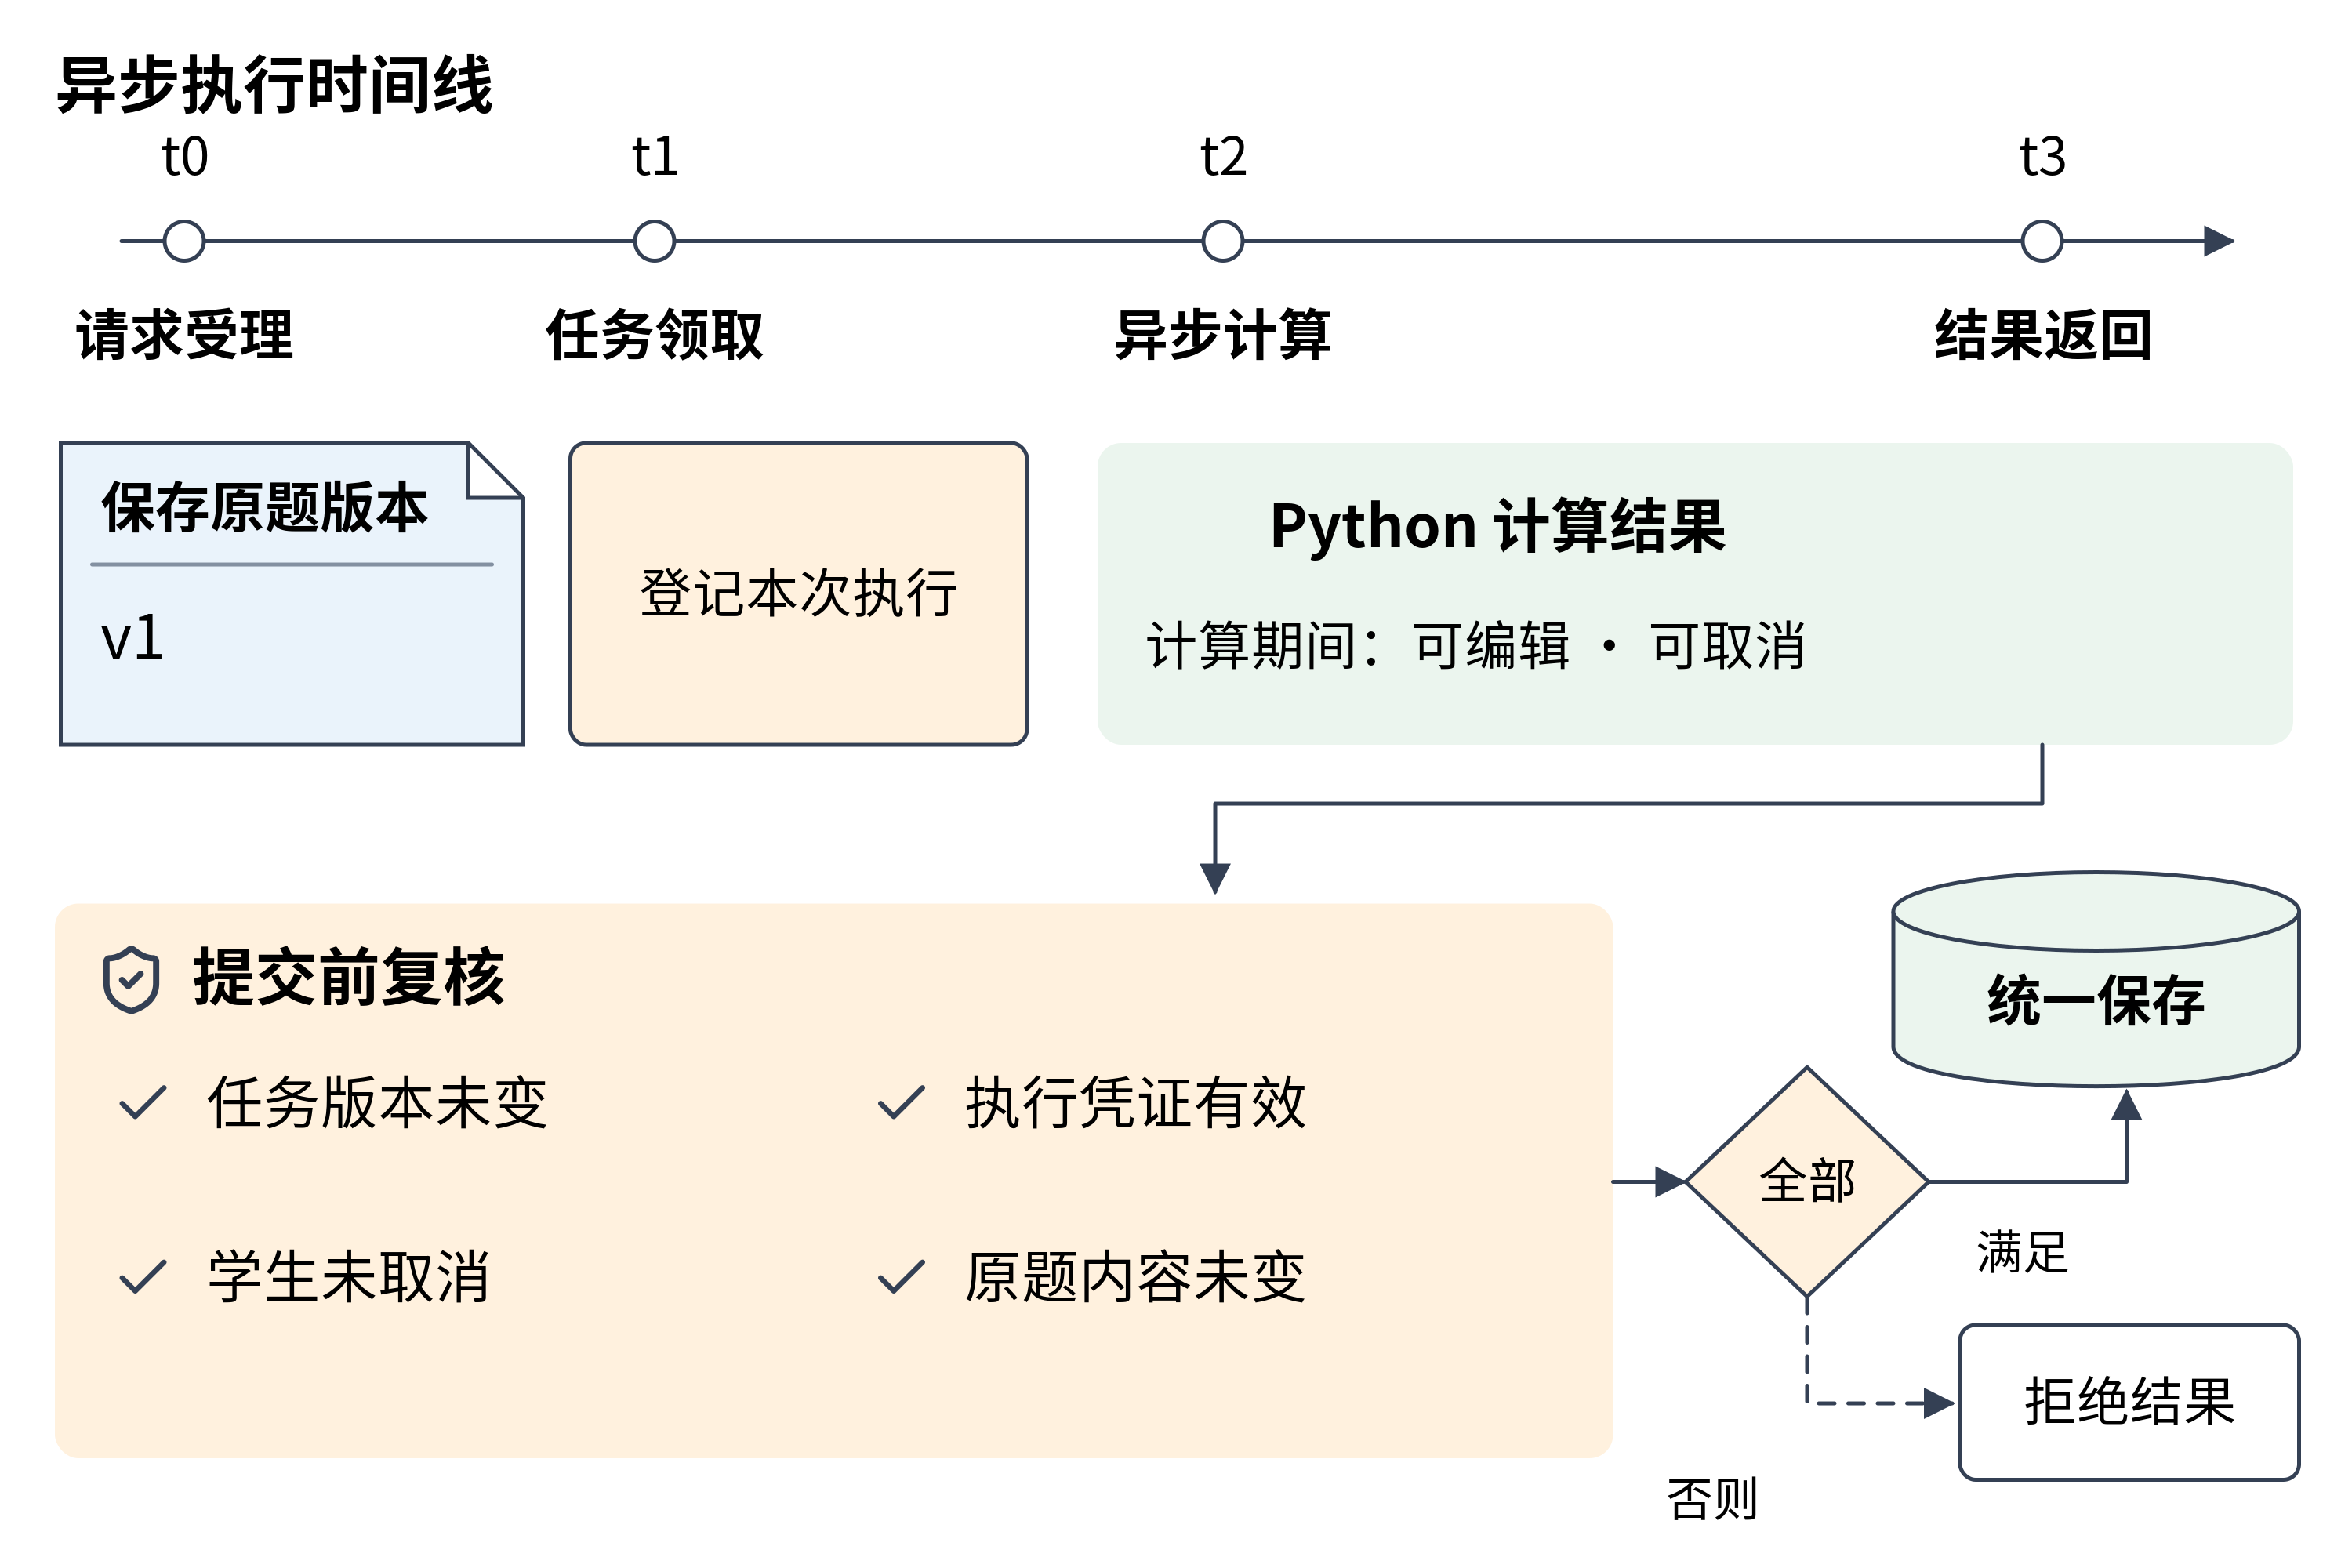 异步执行时间线
t0
t1
t2
t3
请求受理
任务领取
异步计算
结果返回
保存原题版本
v1
登记本次执行
Python 计算结果
计算期间：可编辑 · 可取消
提交前复核
任务版本未变
执行凭证有效
学生未取消
原题内容未变
全部
统一保存
满足
拒绝结果
否则